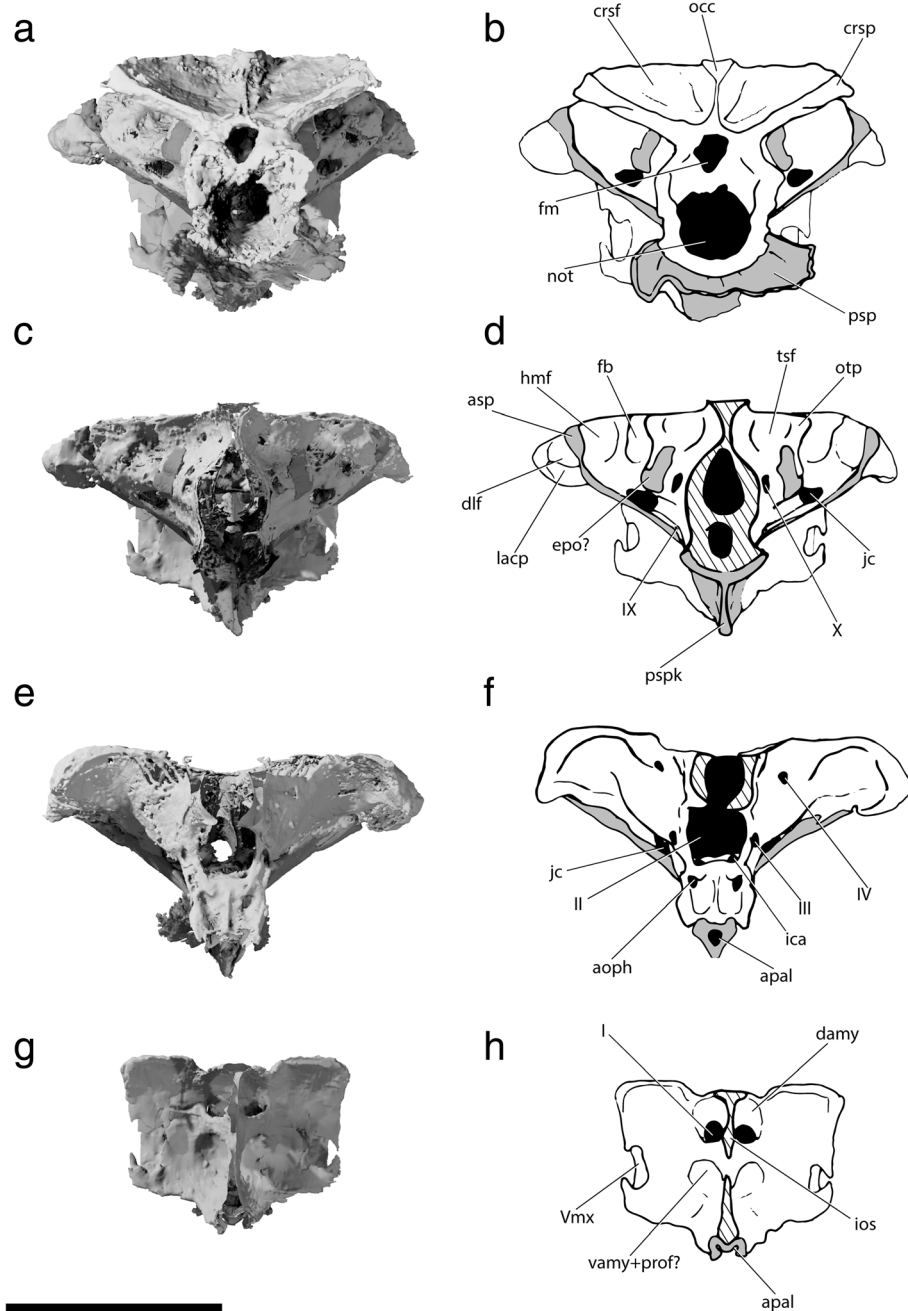 a
b
crsf
occ
crsp
fm
not
psp
c
d
asp
hmf
fb
tsf
otp
dlf
lacp
epo?
IX
pspk
X
jc
e
f
jc
II
aoph
apal
ica
III
IV
g
h
I
damy
Vmx
vamy+prof?
apal
ios